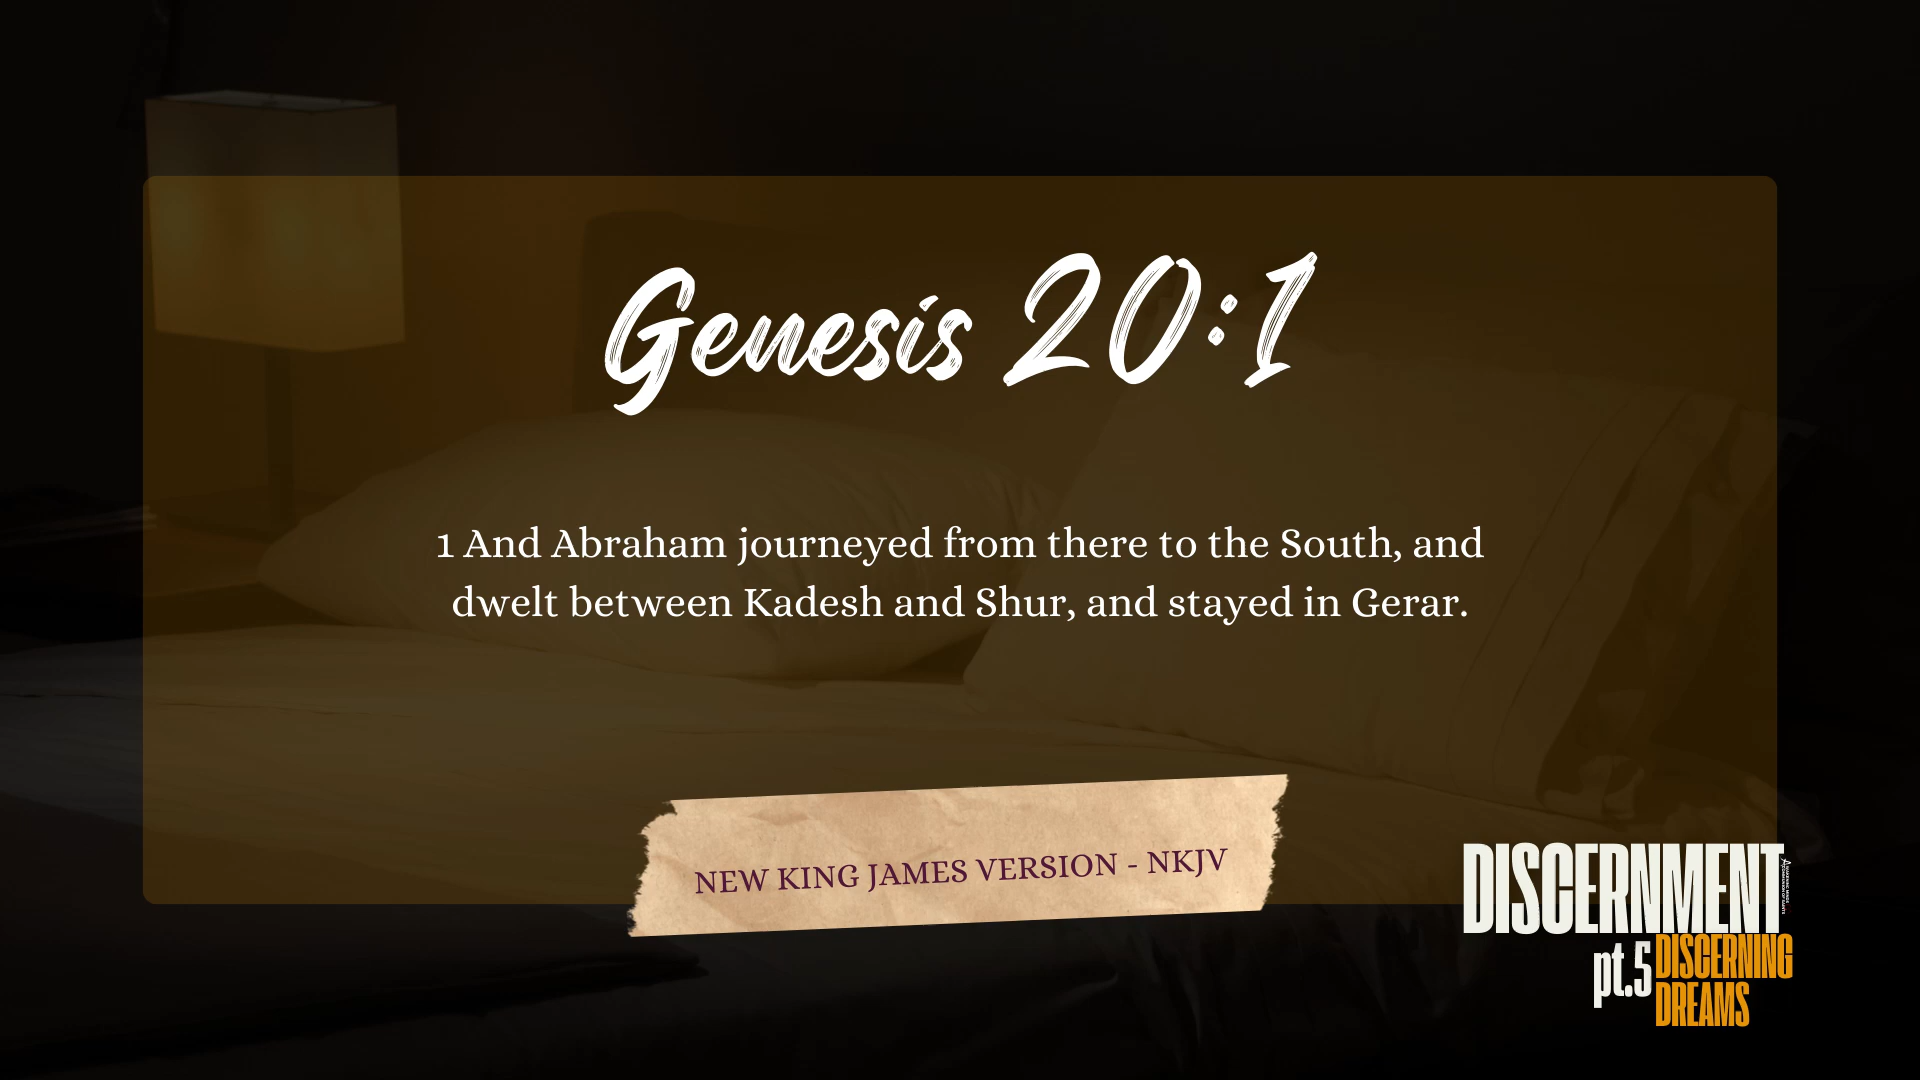 Genesis 20:1
1 And Abraham journeyed from there to the South, and
dwelt between Kadesh and Shur, and stayed in Gerar.
NEW KING JAMES VERSION - NKJV
DISCERNMENT
pt.5 DISCERNING
DREAMS